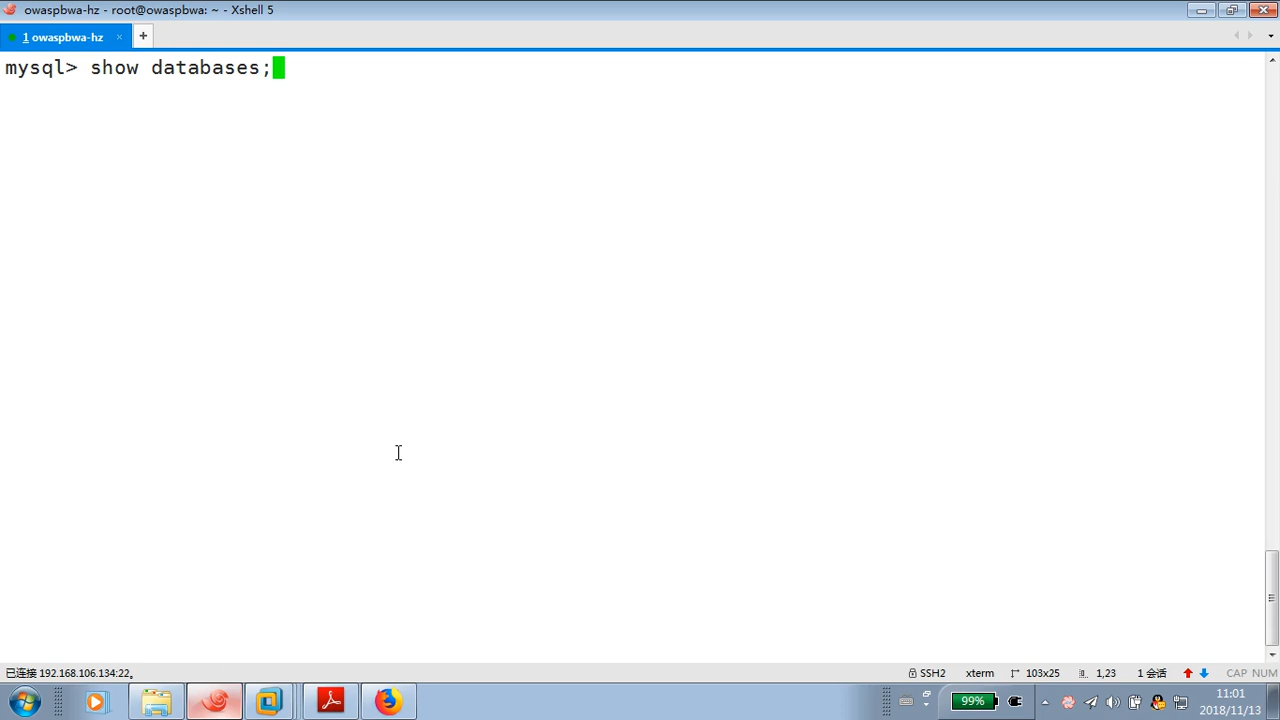 owaspbwa-hz - root@owaspbwa: ~ - Xshell 5
1 owaspbwa-hz × +
mysql> show databases;
已连接 192.168.106.134:22。 SSH2 xterm 103x25 1,23 1 会话 CAP NUM
99% 11:01
2018/11/13